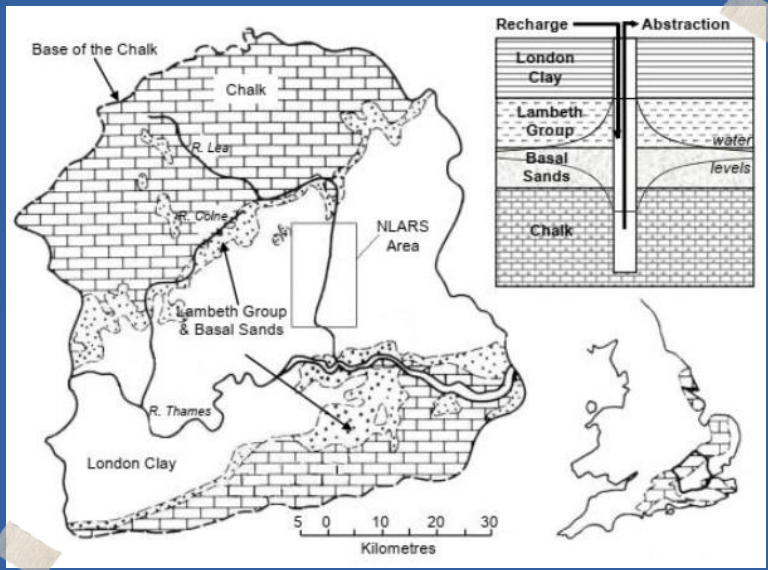 Base of the Chalk
Chalk
R. Lea
R. Colne
NLARS
Area
Lambeth Group
& Basal Sands
R. Thames
London Clay
5 0 10 20 30
Kilometres
Recharge
Abstraction
London
Clay
Lambeth
Group
water
levels
Basal
Sands
Chalk